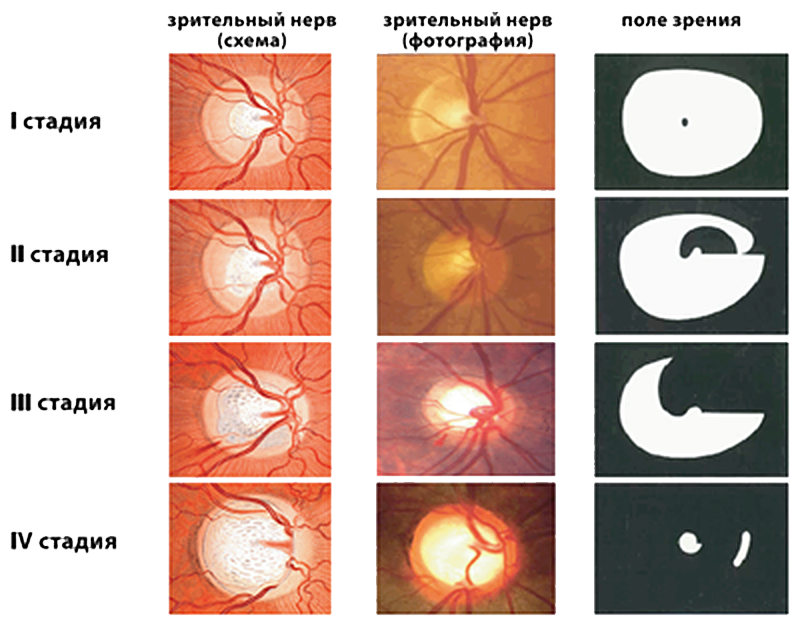 зрительный нерв
(схема)
зрительный нерв
(фотография)
поле зрения
I стадия
II стадия
III стадия
IV стадия